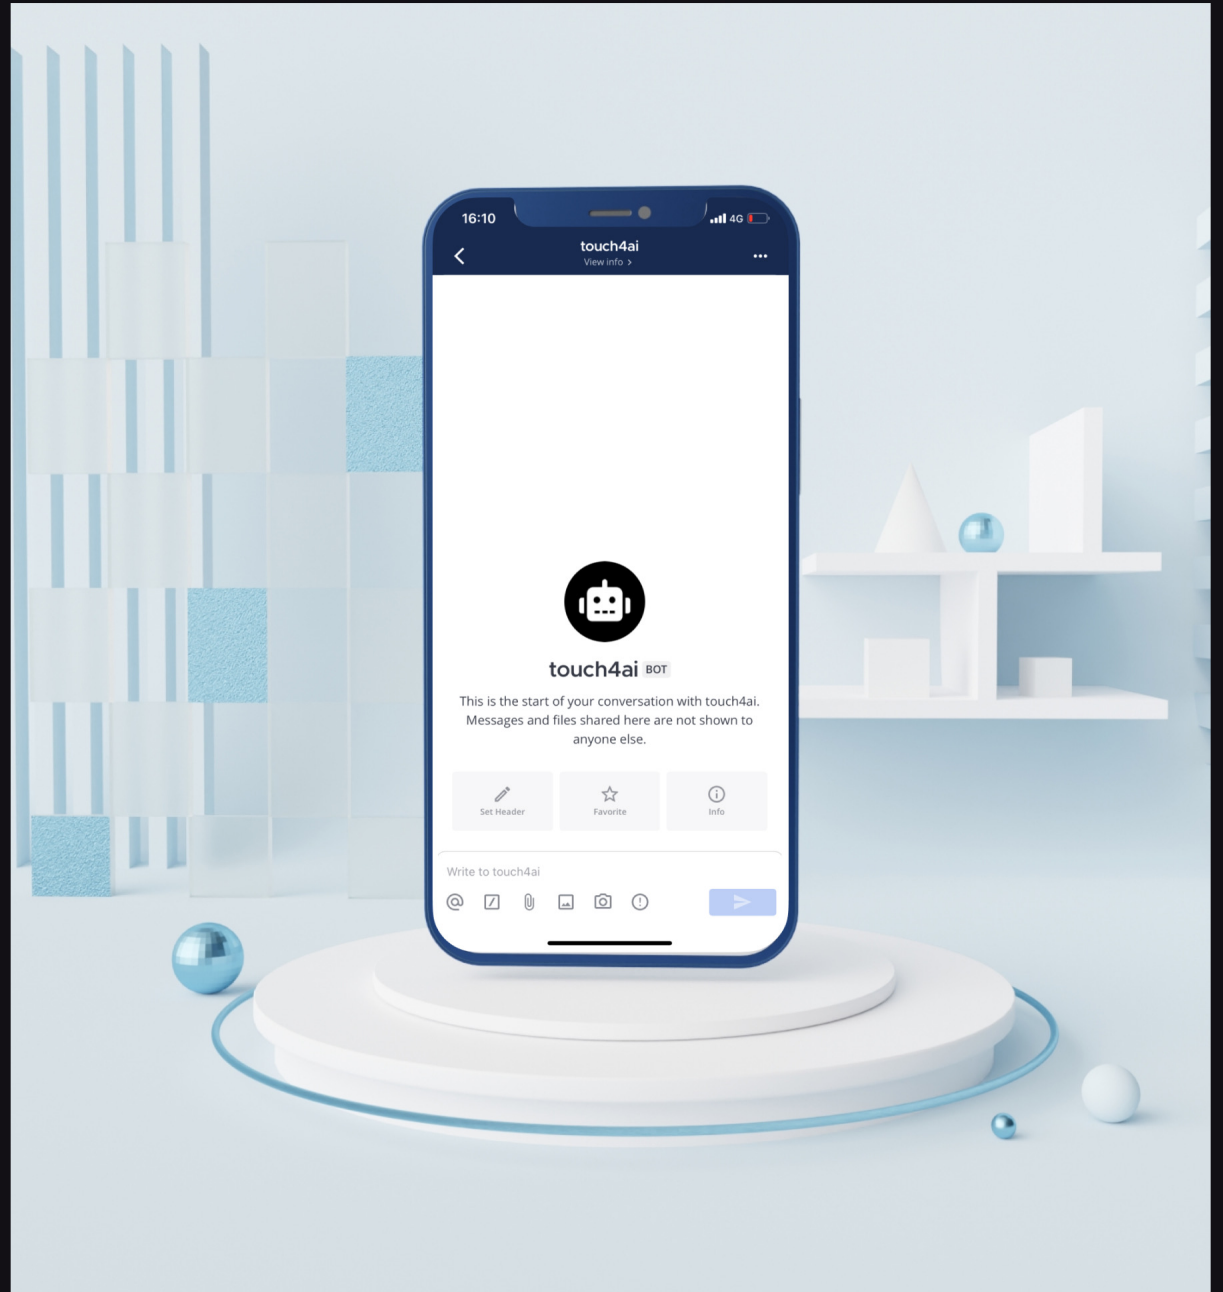 16:10
4G
touch4ai
View info >
touch4ai BOT
This is the start of your conversation with touch4ai.
Messages and files shared here are not shown to
anyone else.
Set Header
Favorite
Info
Write to touch4ai